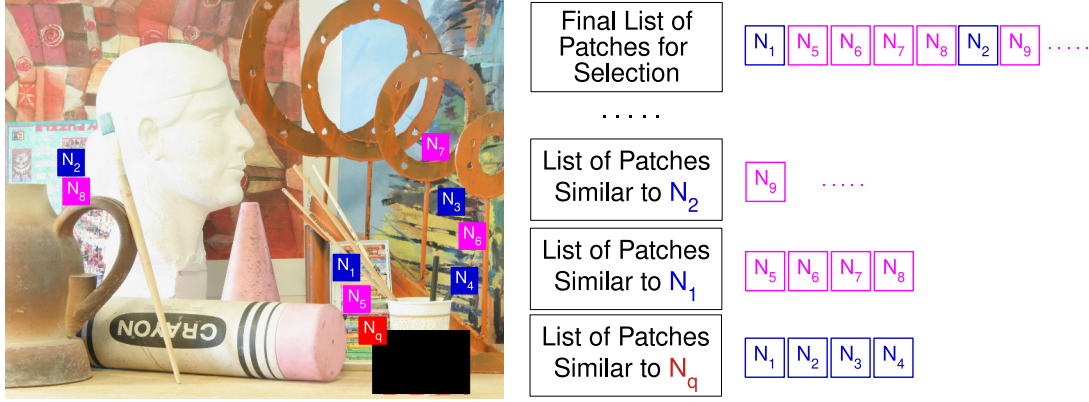 N2
N8
N7
N3
N6
N1
N4
N5
Nq
CRAYON
Final List of
Patches for
Selection
N1 N5 N6 N7 N8 N2 N9 .....
.....
List of Patches
Similar to N2
N9 .....
List of Patches
Similar to N1
N5 N6 N7 N8
List of Patches
Similar to Nq
N1 N2 N3 N4